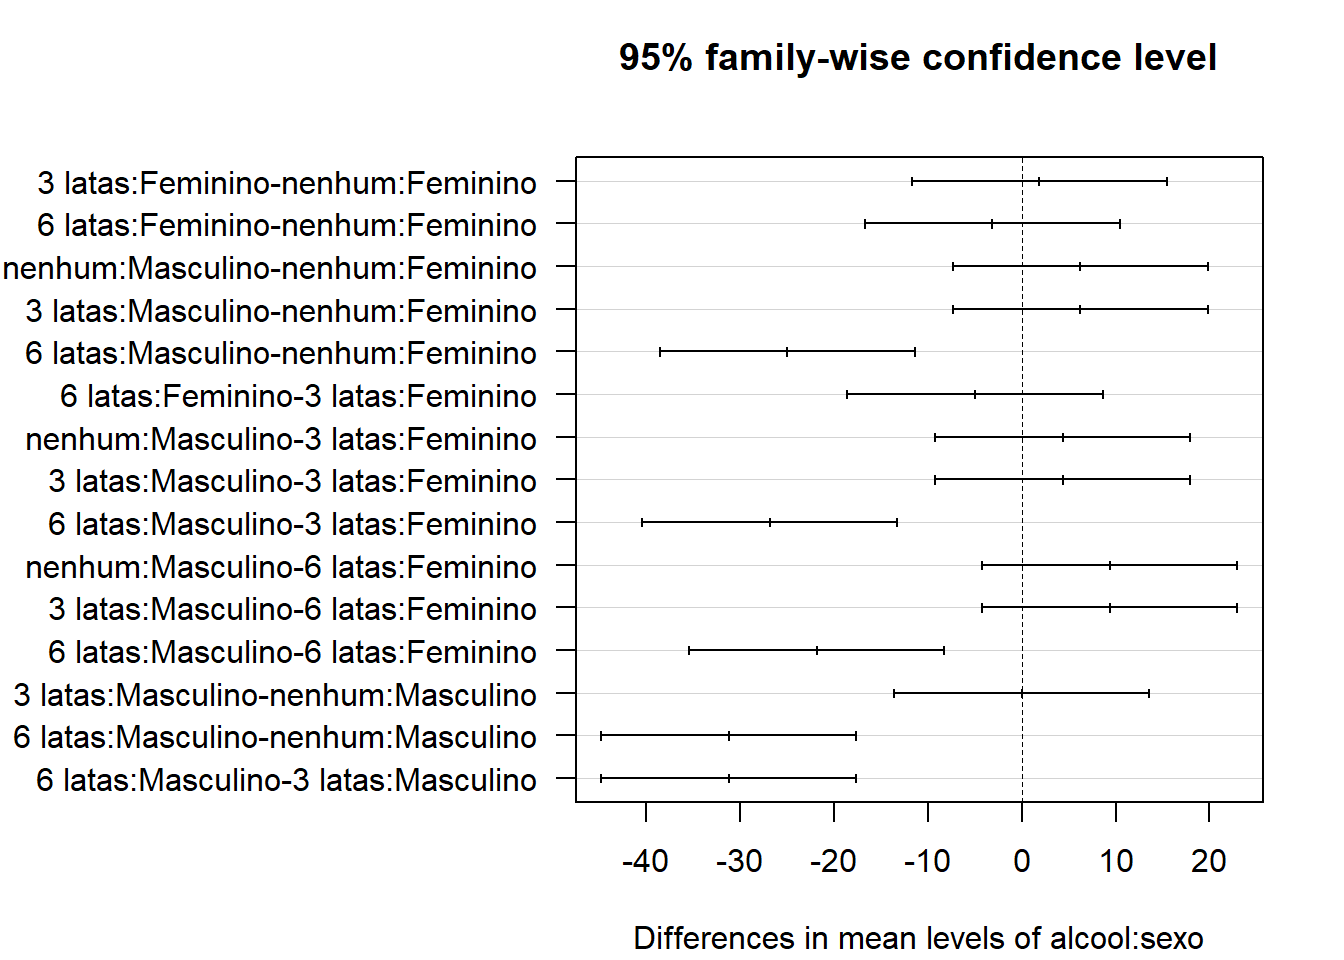 95% family-wise confidence level
3 latas:Feminino-nenhum:Feminino
6 latas:Feminino-nenhum:Feminino
nenhum:Masculino-nenhum:Feminino
3 latas:Masculino-nenhum:Feminino
6 latas:Masculino-nenhum:Feminino
6 latas:Feminino-3 latas:Feminino
nenhum:Masculino-3 latas:Feminino
3 latas:Masculino-3 latas:Feminino
6 latas:Masculino-3 latas:Feminino
nenhum:Masculino-6 latas:Feminino
3 latas:Masculino-6 latas:Feminino
6 latas:Masculino-6 latas:Feminino
3 latas:Masculino-nenhum:Masculino
6 latas:Masculino-nenhum:Masculino
6 latas:Masculino-3 latas:Masculino
-40 -30 -20 -10 0 10 20
Differences in mean levels of alcool:sexo